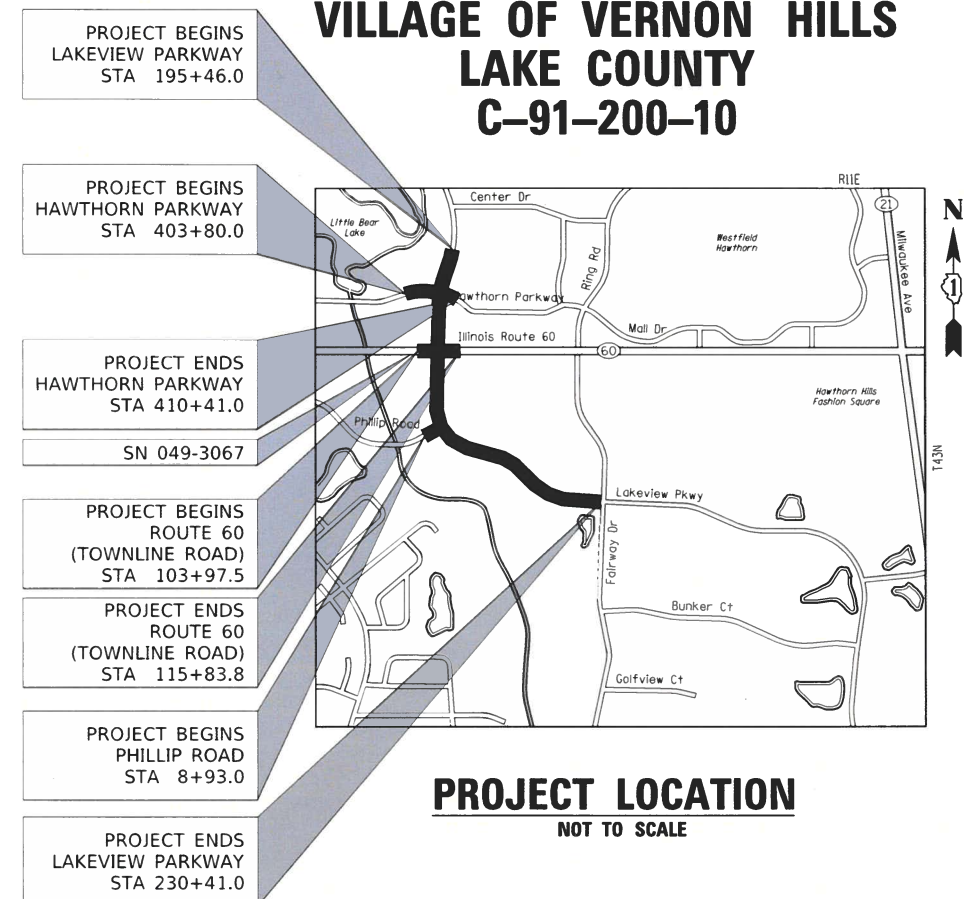 VILLAGE OF VERNON HILLS
LAKE COUNTY
C–91–200–10
PROJECT BEGINS
LAKEVIEW PARKWAY
STA 195+46.0
PROJECT BEGINS
HAWTHORN PARKWAY
STA 403+80.0
PROJECT ENDS
HAWTHORN PARKWAY
STA 410+41.0
SN 049-3067
PROJECT BEGINS
ROUTE 60
(TOWNLINE ROAD)
STA 103+97.5
PROJECT ENDS
ROUTE 60
(TOWNLINE ROAD)
STA 115+83.8
PROJECT BEGINS
PHILLIP ROAD
STA 8+93.0
PROJECT ENDS
LAKEVIEW PARKWAY
STA 230+41.0
R11E
Center Dr
21
N
Little Bear
Lake
Westfield
Hawthorn
Milwaukee Ave
1
Ring Rd
awthorn Parkway
Mall Dr
Illinois Route 60
60
Hawthorn Hills
Fashion Square
Phillip Road
T43N
Lakeview Pkwy
Fairway Dr
Bunker Ct
Golfview Ct
PROJECT LOCATION
NOT TO SCALE